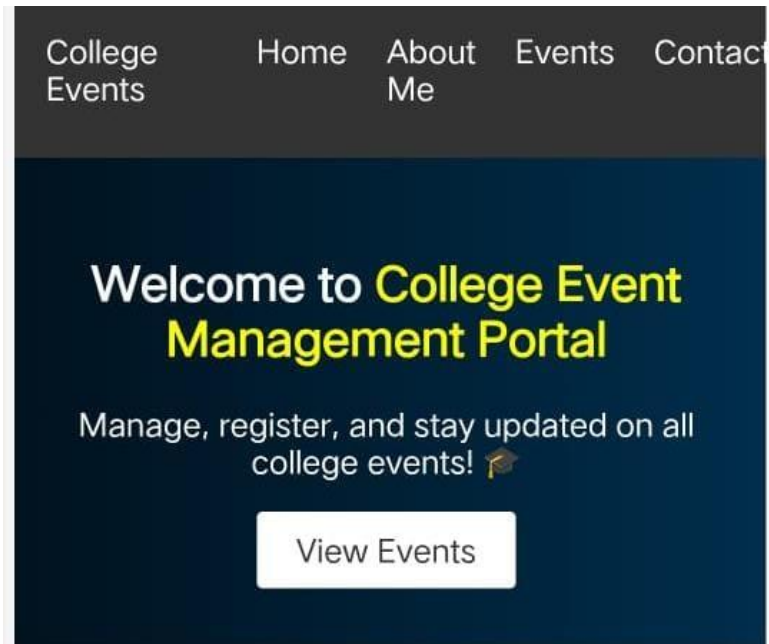 College Events
Home
About Me
Events
Contact
Welcome to College Event
Management Portal
Manage, register, and stay updated on all
college events! 🎓
View Events